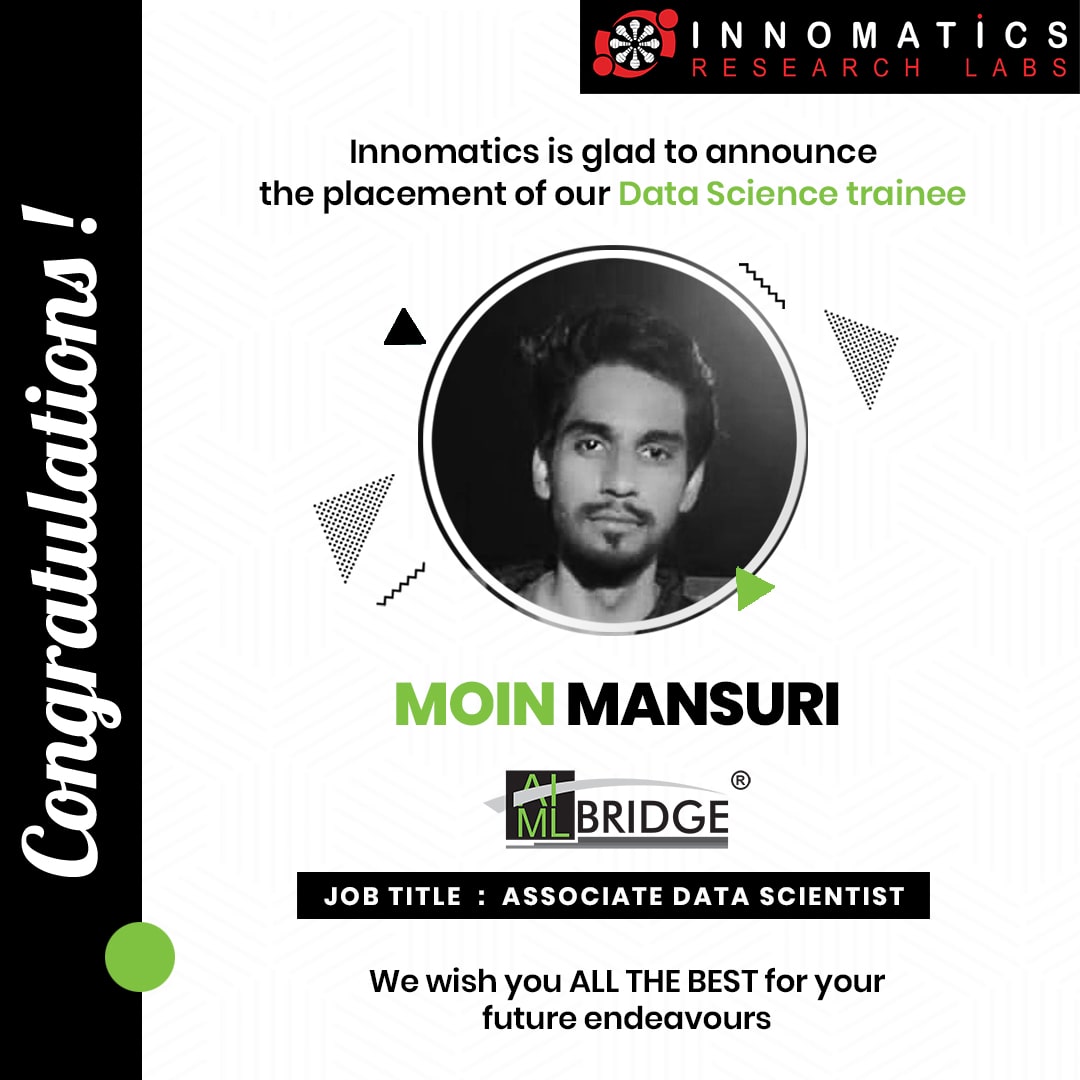 INNOMATICS
RESEARCH LABS
Congratulations !
Innomatics is glad to announce
the placement of our Data Science trainee
MOIN MANSURI
AI
ML BRIDGE ®
JOB TITLE : ASSOCIATE DATA SCIENTIST
We wish you ALL THE BEST for your
future endeavours